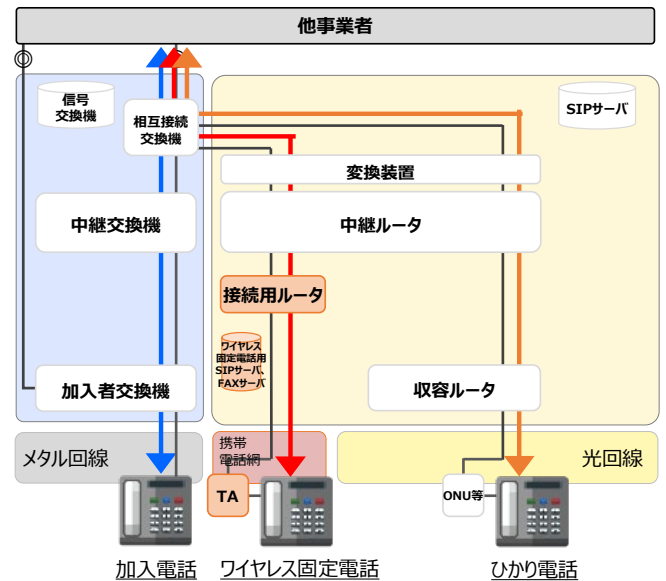 他事業者
信号
交換機
相互接続
交換機
SIPサーバ
変換装置
中継交換機
中継ルータ
接続用ルータ
ワイヤレス
固定電話用
SIPサーバ、
FAXサーバ
加入者交換機
収容ルータ
メタル回線
携帯
電話網
光回線
TA
ONU等
加入電話
ワイヤレス固定電話
ひかり電話